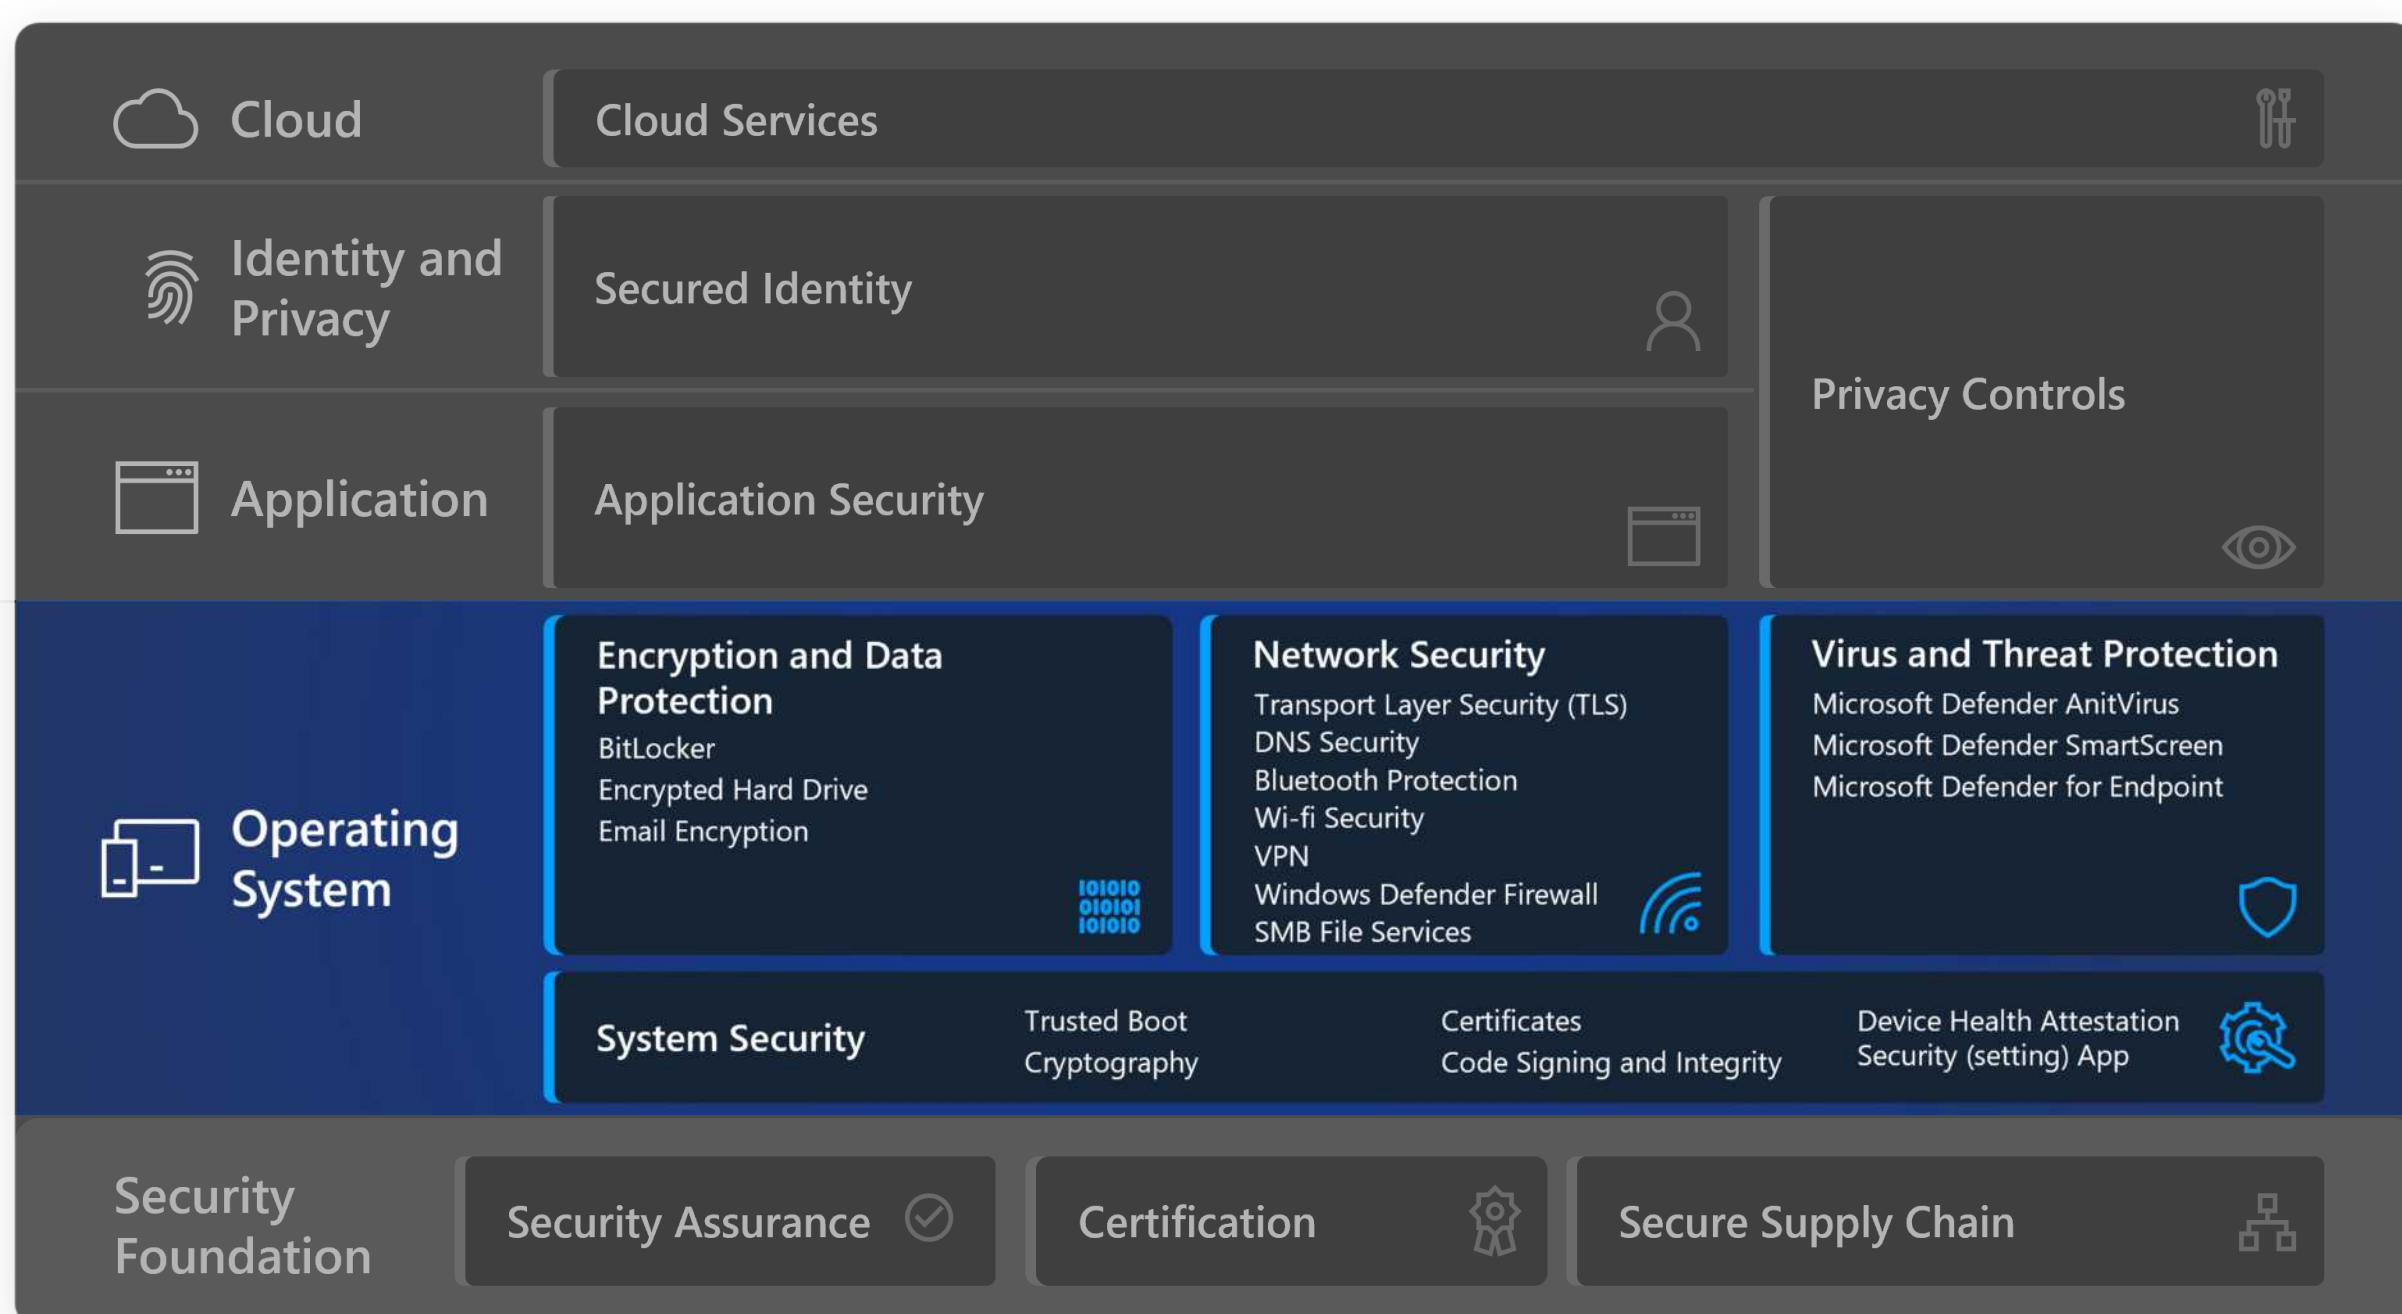 Cloud
Cloud Services
Identity and
Privacy
Secured Identity
Privacy Controls
Application
Application Security
Operating
System
Encryption and Data
Protection
BitLocker
Encrypted Hard Drive
Email Encryption
101010
010101
101010
Network Security
Transport Layer Security (TLS)
DNS Security
Bluetooth Protection
Wi-fi Security
VPN
Windows Defender Firewall
SMB File Services
Virus and Threat Protection
Microsoft Defender AnitVirus
Microsoft Defender SmartScreen
Microsoft Defender for Endpoint
System Security
Trusted Boot
Cryptography
Certificates
Code Signing and Integrity
Device Health Attestation
Security (setting) App
Security
Foundation
Security Assurance
Certification
Secure Supply Chain